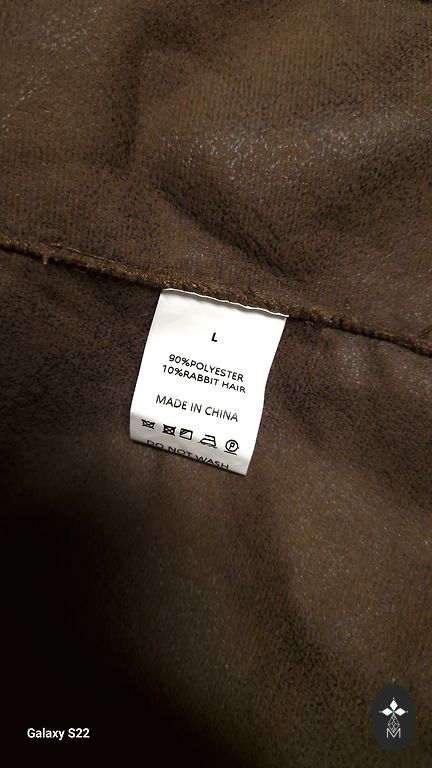 L
90%POLYESTER
10%RABBIT HAIR
MADE IN CHINA
P
DO NOT WASH
Galaxy S22
M